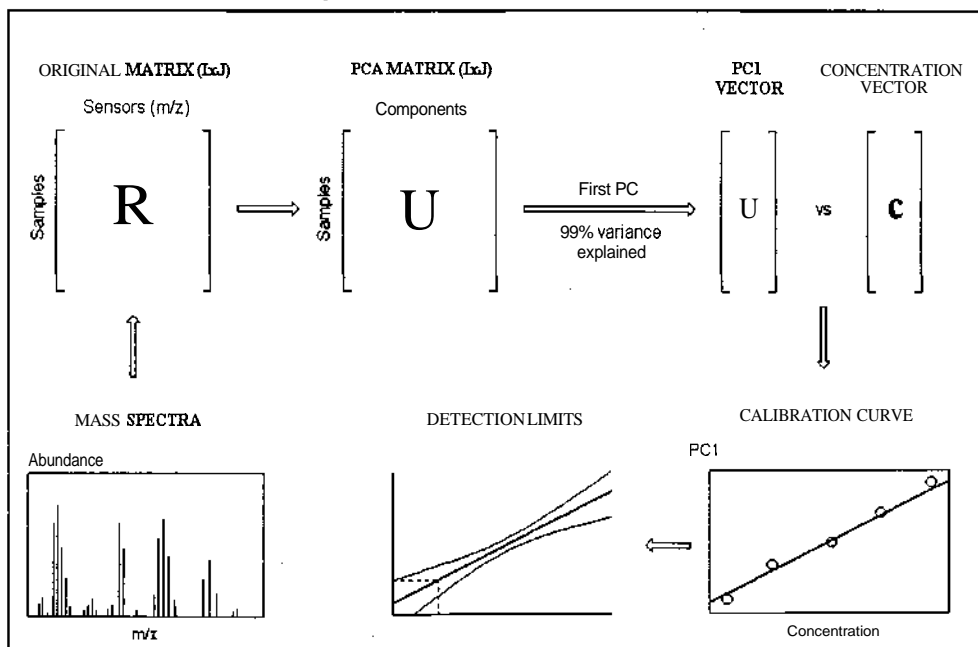 ORIGINAL MATRIX (IxJ)
Sensors (m/z)
Samples
R
PCA MATRIX (IxJ)
Components
Samples
U
First PC
99% variance
explained
PC1
VECTOR
U
vs
CONCENTRATION
VECTOR
C
MASS SPECTRA
Abundance
m/z
DETECTION LIMITS
CALIBRATION CURVE
PC1
Concentration